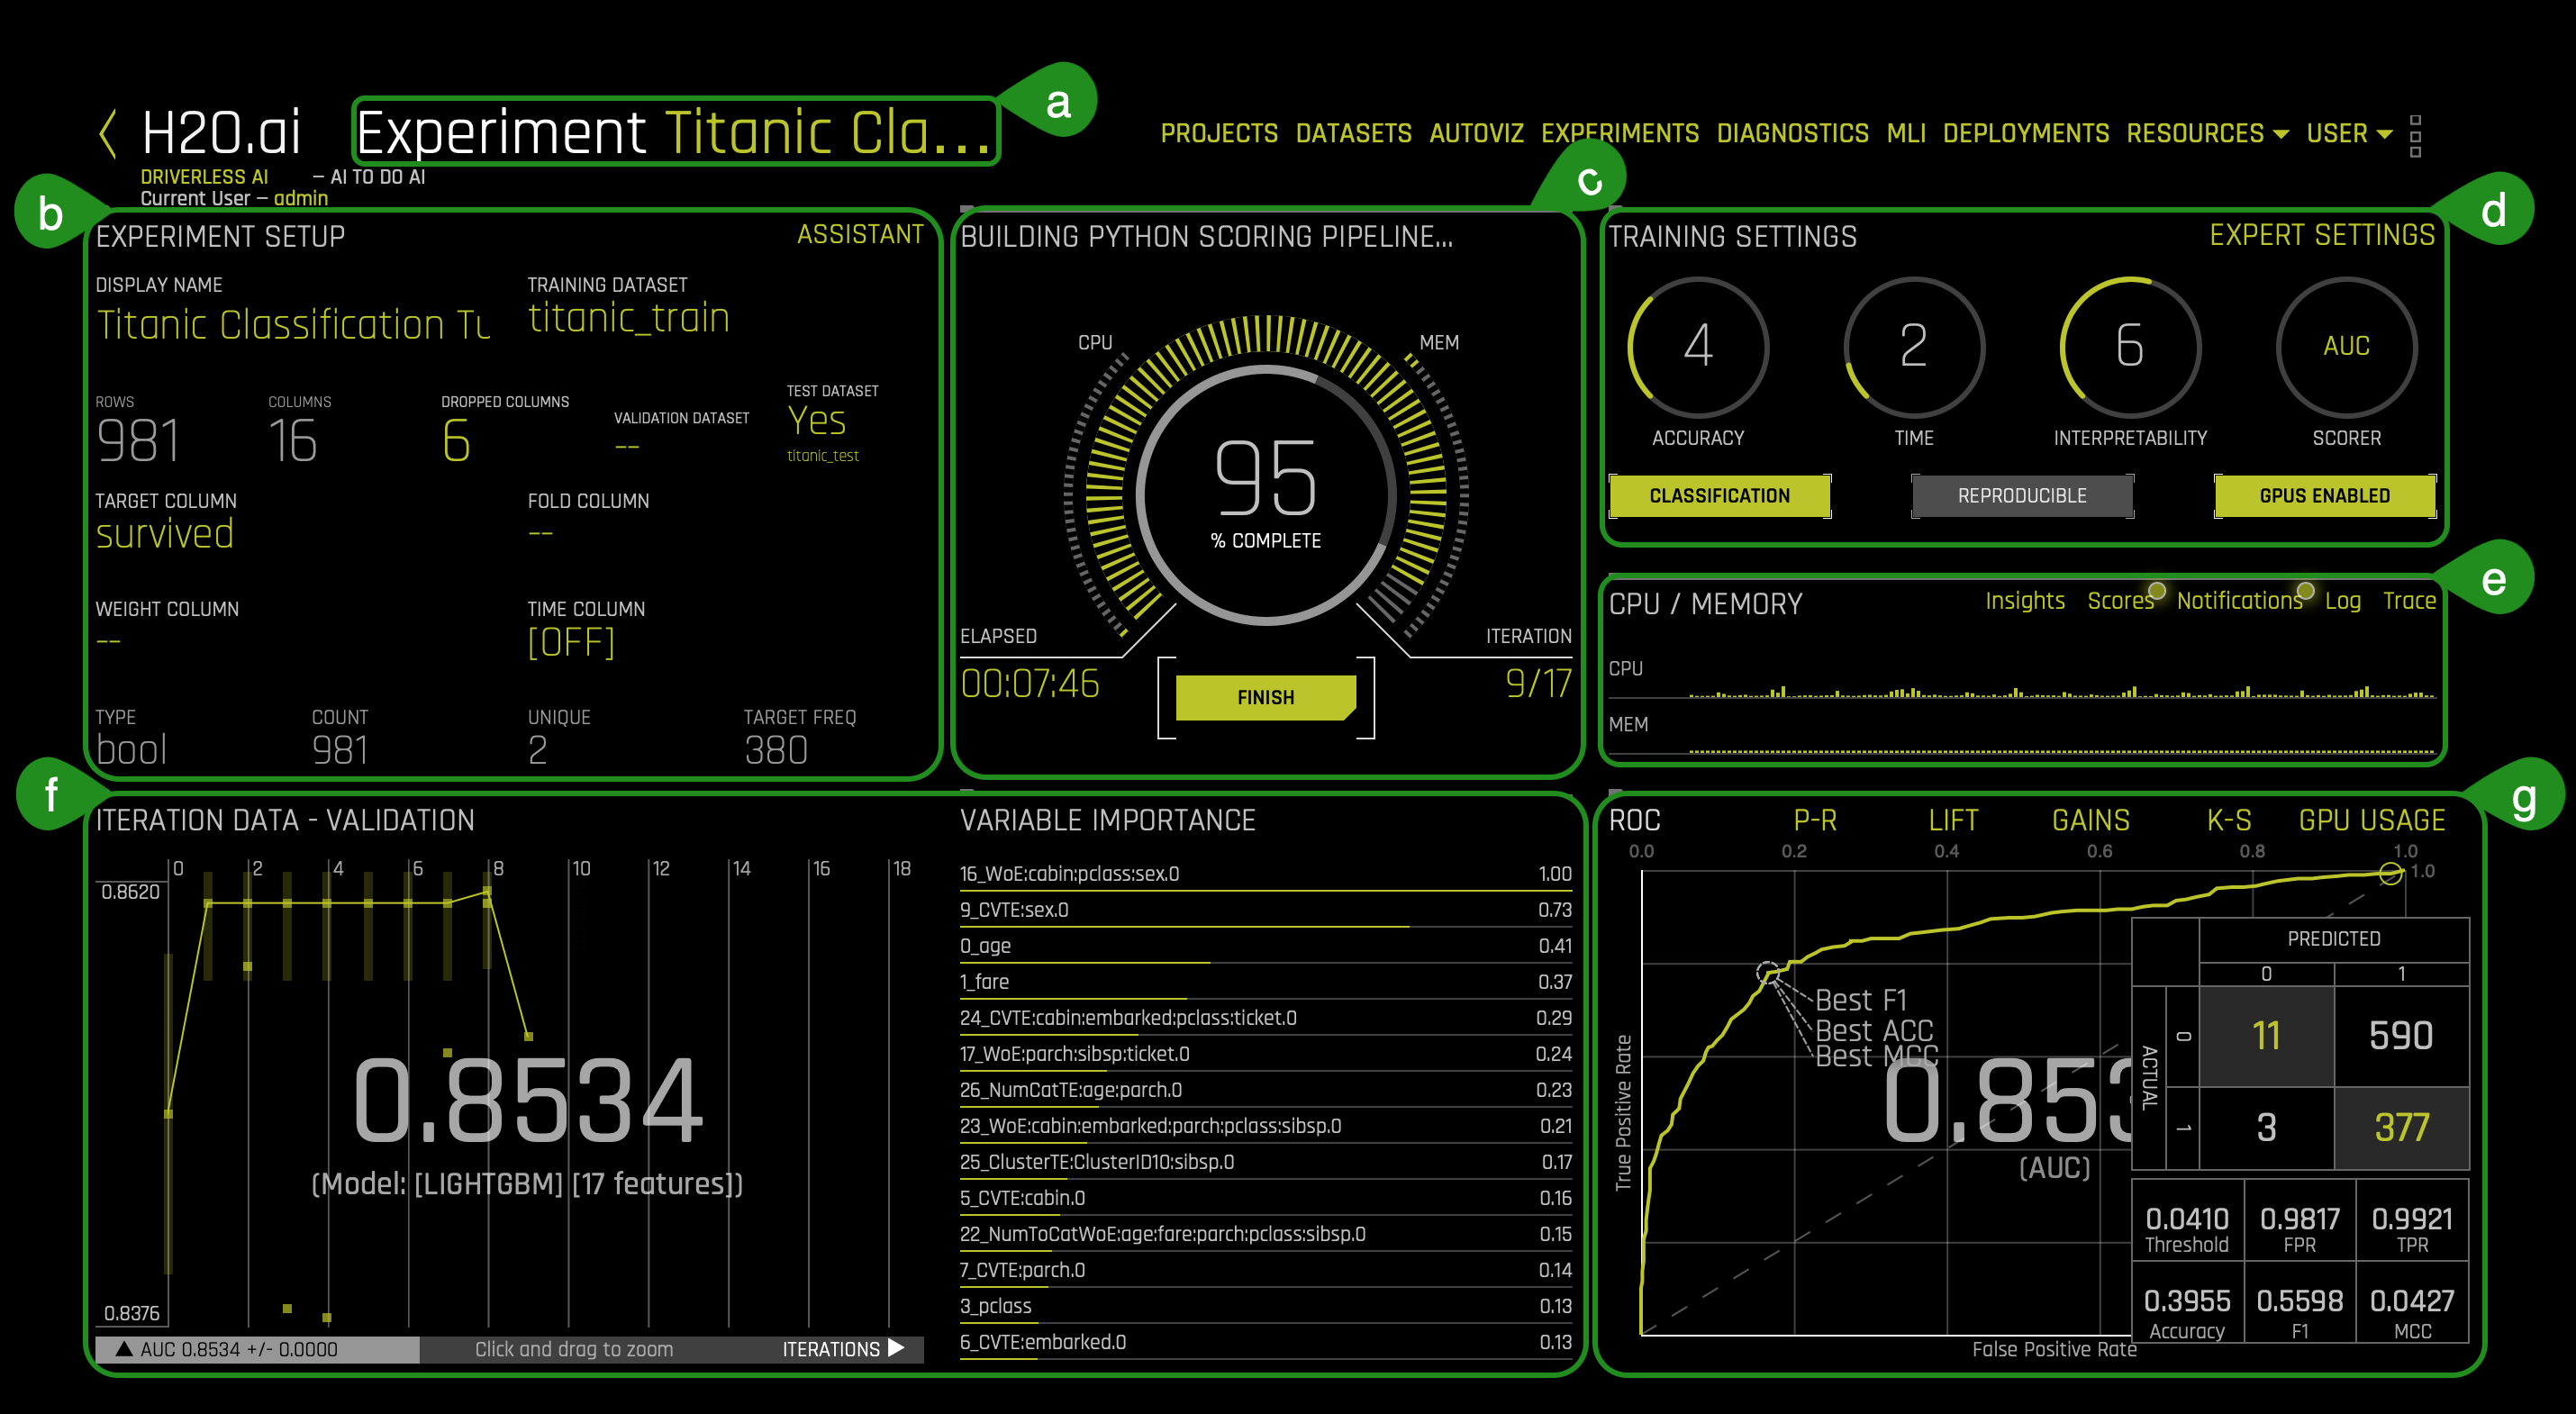 a
H2O.ai Experiment Titanic Cla...
PROJECTS DATASETS AUTOVIZ EXPERIMENTS DIAGNOSTICS MLI DEPLOYMENTS RESOURCES USER
DRIVERLESS AI — AI TO DO AI
Current User — admin
b
EXPERIMENT SETUP ASSISTANT
DISPLAY NAME TRAINING DATASET
Titanic Classification Tu titanic_train
ROWS COLUMNS DROPPED COLUMNS VALIDATION DATASET TEST DATASET
981 16 6 -- Yes
titanic_test
TARGET COLUMN FOLD COLUMN
survived --
WEIGHT COLUMN TIME COLUMN
-- [OFF]
TYPE COUNT UNIQUE TARGET FREQ
bool 981 2 380
c
BUILDING PYTHON SCORING PIPELINE...
CPU MEM
95
% COMPLETE
ELAPSED ITERATION
00:07:46 9/17
FINISH
d
TRAINING SETTINGS EXPERT SETTINGS
4 2 6 AUC
ACCURACY TIME INTERPRETABILITY SCORER
CLASSIFICATION REPRODUCIBLE GPUS ENABLED
e
CPU / MEMORY Insights Scores Notifications Log Trace
CPU
MEM
f
ITERATION DATA - VALIDATION
0 2 4 6 8 10 12 14 16 18
0.8620
0.8534
(Model: [LIGHTGBM] [17 features])
0.8376
AUC 0.8534 +/- 0.0000 Click and drag to zoom ITERATIONS
VARIABLE IMPORTANCE
16_WoE:cabin:pclass:sex.0 1.00
9_CVTE:sex.0 0.73
0_age 0.41
1_fare 0.37
24_CVTE:cabin:embarked:pclass:ticket.0 0.29
17_WoE:parch:sibsp:ticket.0 0.24
26_NumCatTE:age:parch.0 0.23
23_WoE:cabin:embarked:parch:pclass:sibsp.0 0.21
25_ClusterTE:ClusterID10:sibsp.0 0.17
5_CVTE:cabin.0 0.16
22_NumToCatWoE:age:fare:parch:pclass:sibsp.0 0.15
7_CVTE:parch.0 0.14
3_pclass 0.13
6_CVTE:embarked.0 0.13
g
ROC P-R LIFT GAINS K-S GPU USAGE
0.0 0.2 0.4 0.6 0.8 1.0
1.0
Best F1
Best ACC
Best MCC
0.853
(AUC)
True Positive Rate
False Positive Rate
PREDICTED
0 1
ACTUAL
0 11 590
1 3 377
0.0410 0.9817 0.9921
Threshold FPR TPR
0.3955 0.5598 0.0427
Accuracy F1 MCC